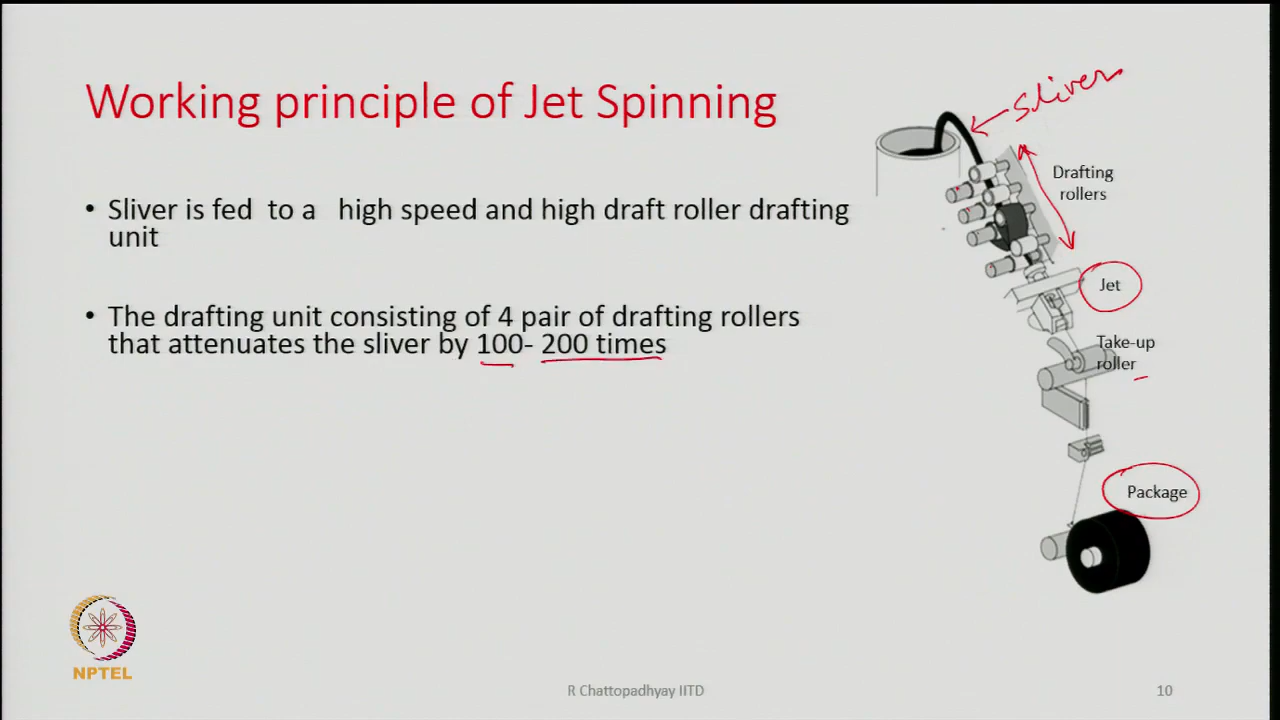 Working principle of Jet Spinning
sliver
Drafting
rollers
• Sliver is fed to a high speed and high draft roller drafting
unit
Jet
• The drafting unit consisting of 4 pair of drafting rollers
that attenuates the sliver by 100- 200 times
Take-up
roller
Package
NPTEL
R Chattopadhyay IITD
10